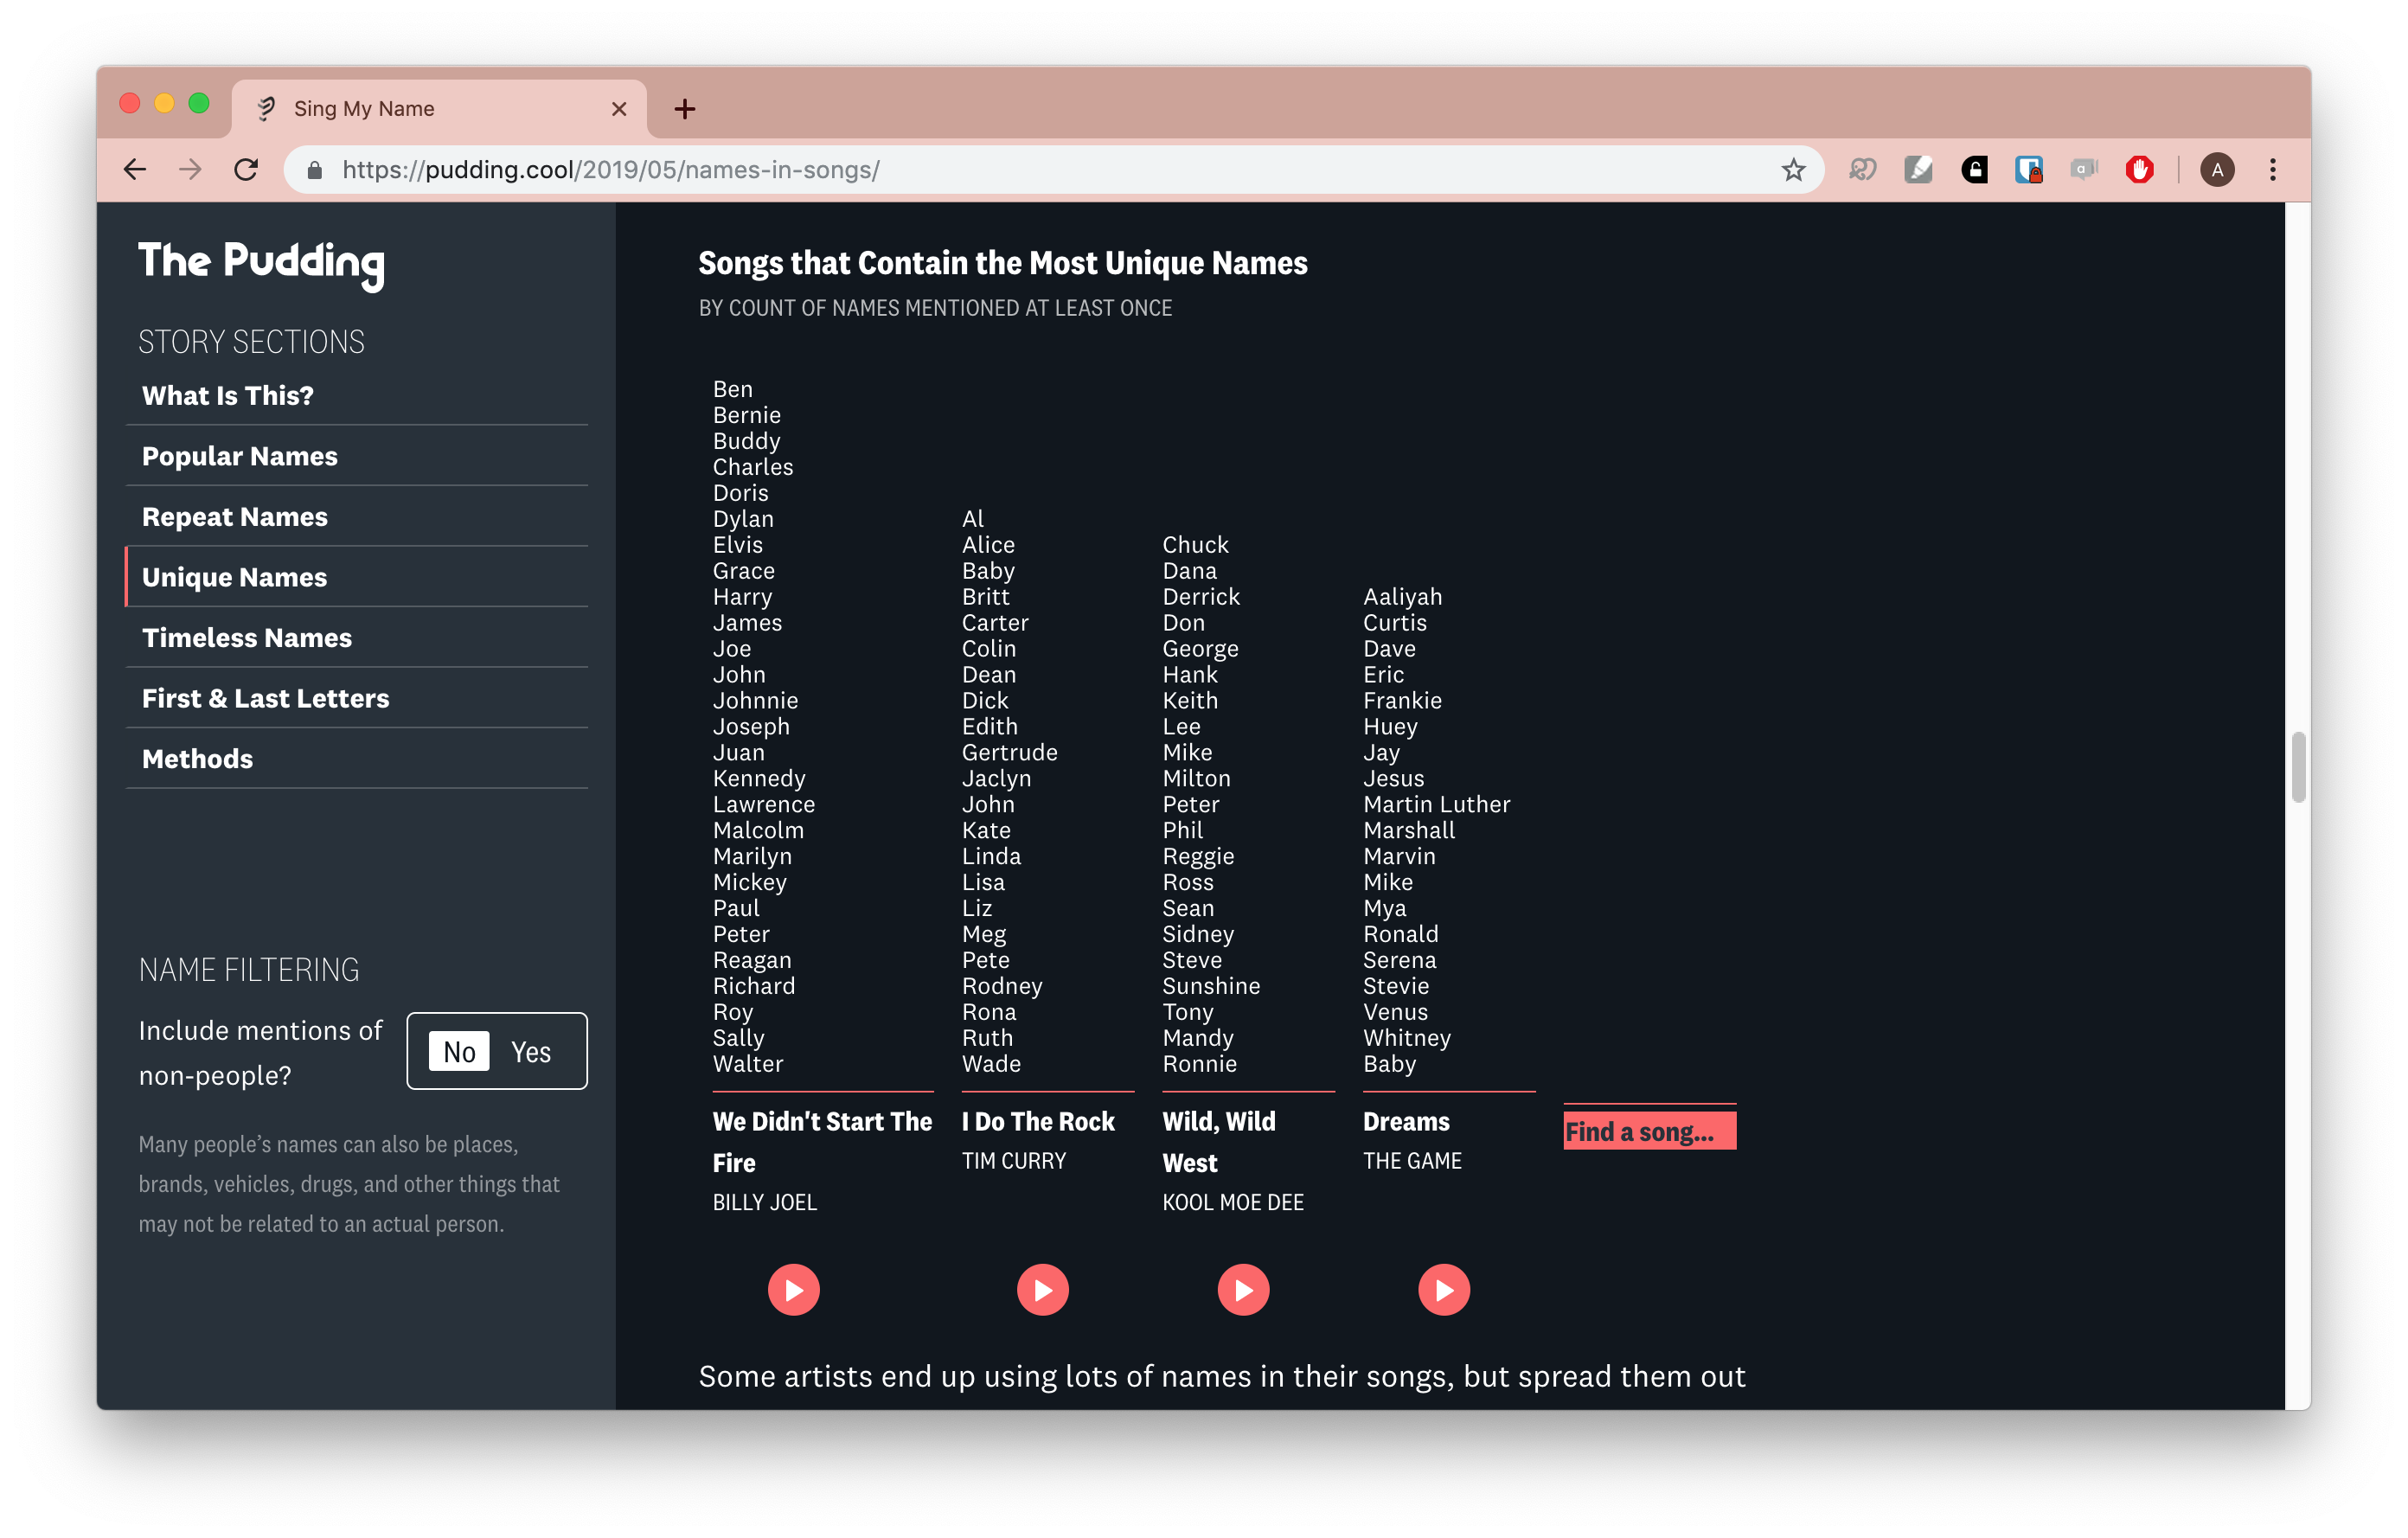 Sing My Name
https://pudding.cool/2019/05/names-in-songs/
a
A
The Pudding
STORY SECTIONS
What Is This?
Popular Names
Repeat Names
Unique Names
Timeless Names
First & Last Letters
Methods
NAME FILTERING
Include mentions of
non-people?
No Yes
Many people’s names can also be places,
brands, vehicles, drugs, and other things that
may not be related to an actual person.
Songs that Contain the Most Unique Names
BY COUNT OF NAMES MENTIONED AT LEAST ONCE
Ben
Bernie
Buddy
Charles
Doris
Dylan
Elvis
Grace
Harry
James
Joe
John
Johnnie
Joseph
Juan
Kennedy
Lawrence
Malcolm
Marilyn
Mickey
Paul
Peter
Reagan
Richard
Roy
Sally
Walter
We Didn't Start The
Fire
BILLY JOEL
Al
Alice
Baby
Britt
Carter
Colin
Dean
Dick
Edith
Gertrude
Jaclyn
John
Kate
Linda
Lisa
Liz
Meg
Pete
Rodney
Rona
Ruth
Wade
I Do The Rock
TIM CURRY
Chuck
Dana
Derrick
Don
George
Hank
Keith
Lee
Mike
Milton
Peter
Phil
Reggie
Ross
Sean
Sidney
Steve
Sunshine
Tony
Mandy
Ronnie
Wild, Wild
West
KOOL MOE DEE
Aaliyah
Curtis
Dave
Eric
Frankie
Huey
Jay
Jesus
Martin Luther
Marshall
Marvin
Mike
Mya
Ronald
Serena
Stevie
Venus
Whitney
Baby
Dreams
THE GAME
Find a song...
Some artists end up using lots of names in their songs, but spread them out